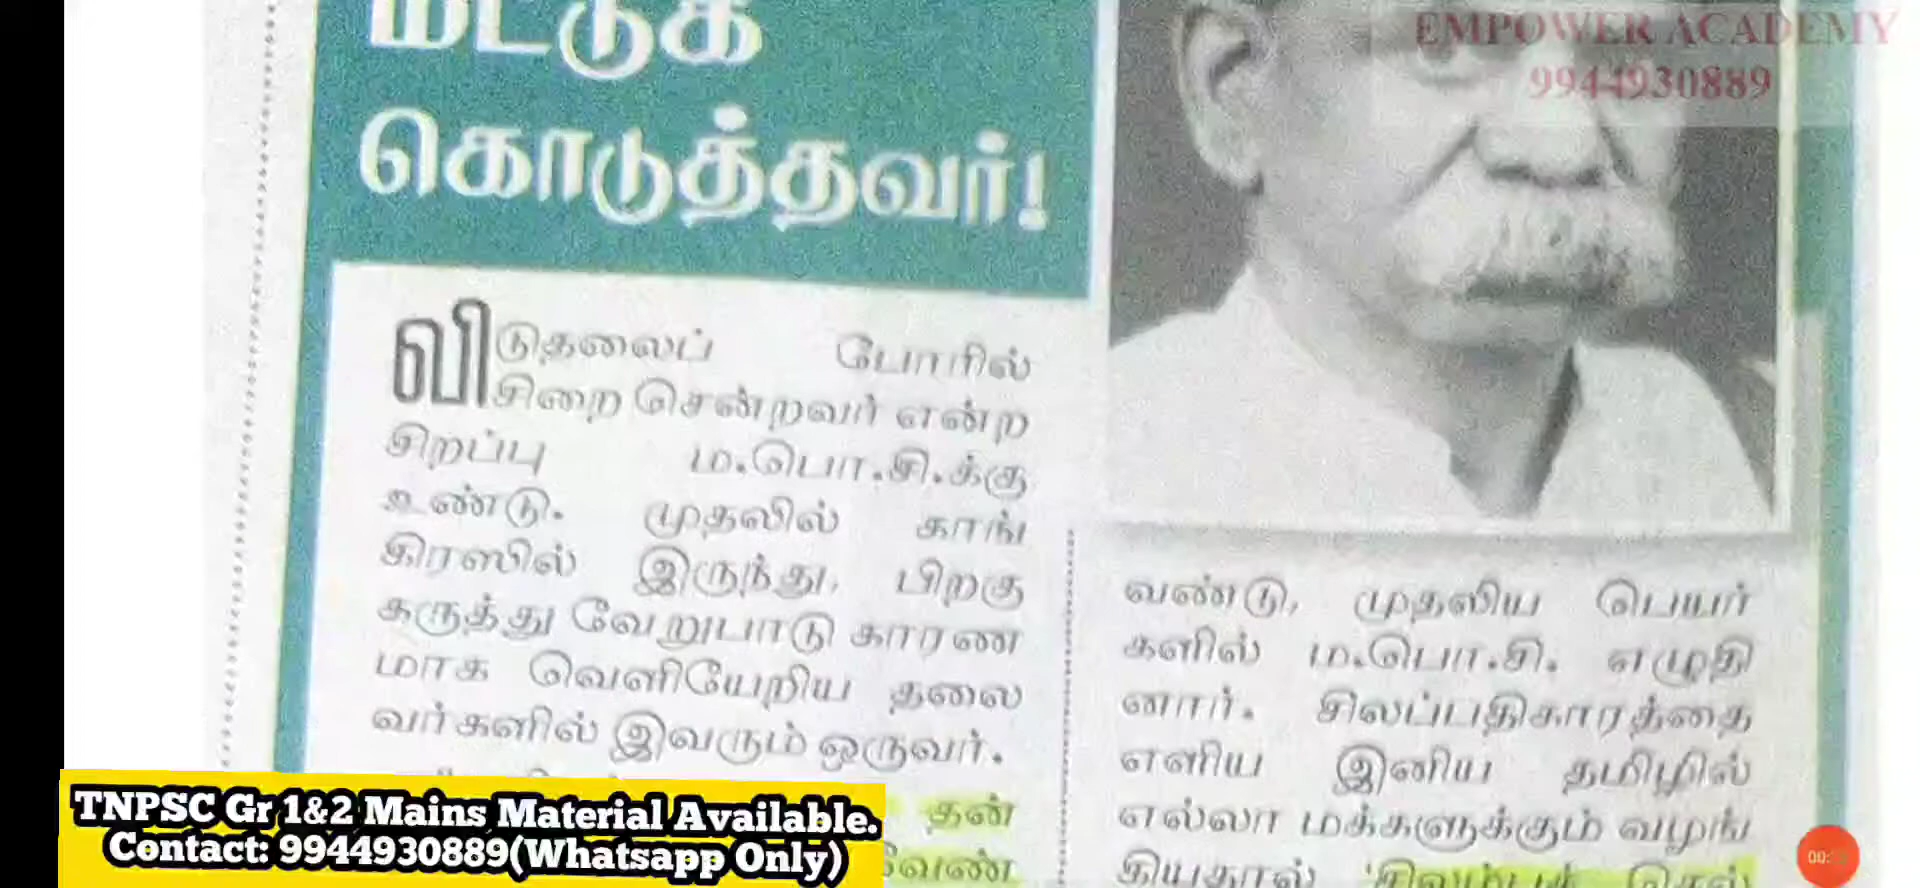 மட்டுக்
கொடுத்தவர்!
EMPOWER ACADEMY
9944930889
விடுதலைப் போரில்
சிறை சென்றவர் என்ற
சிறப்பு ம.பொ.சி.க்கு
உண்டு. முதலில் காங்
கிரஸில் இருந்து, பிறகு
கருத்து வேறுபாடு காரண
மாக வெளியேறிய தலை
வர்களில் இவரும் ஒருவர்.
தன்
வேண்
வண்டு, முதலிய பெயர்
களில் ம.பொ.சி. எழுதி
னார். சிலப்பதிகாரத்தை
எளிய இனிய தமிழில்
எல்லா மக்களுக்கும் வழங்
கியதால் 'சிலம்புச் செல்
TNPSC Gr 1&2 Mains Material Available.
Contact: 9944930889(Whatsapp Only)